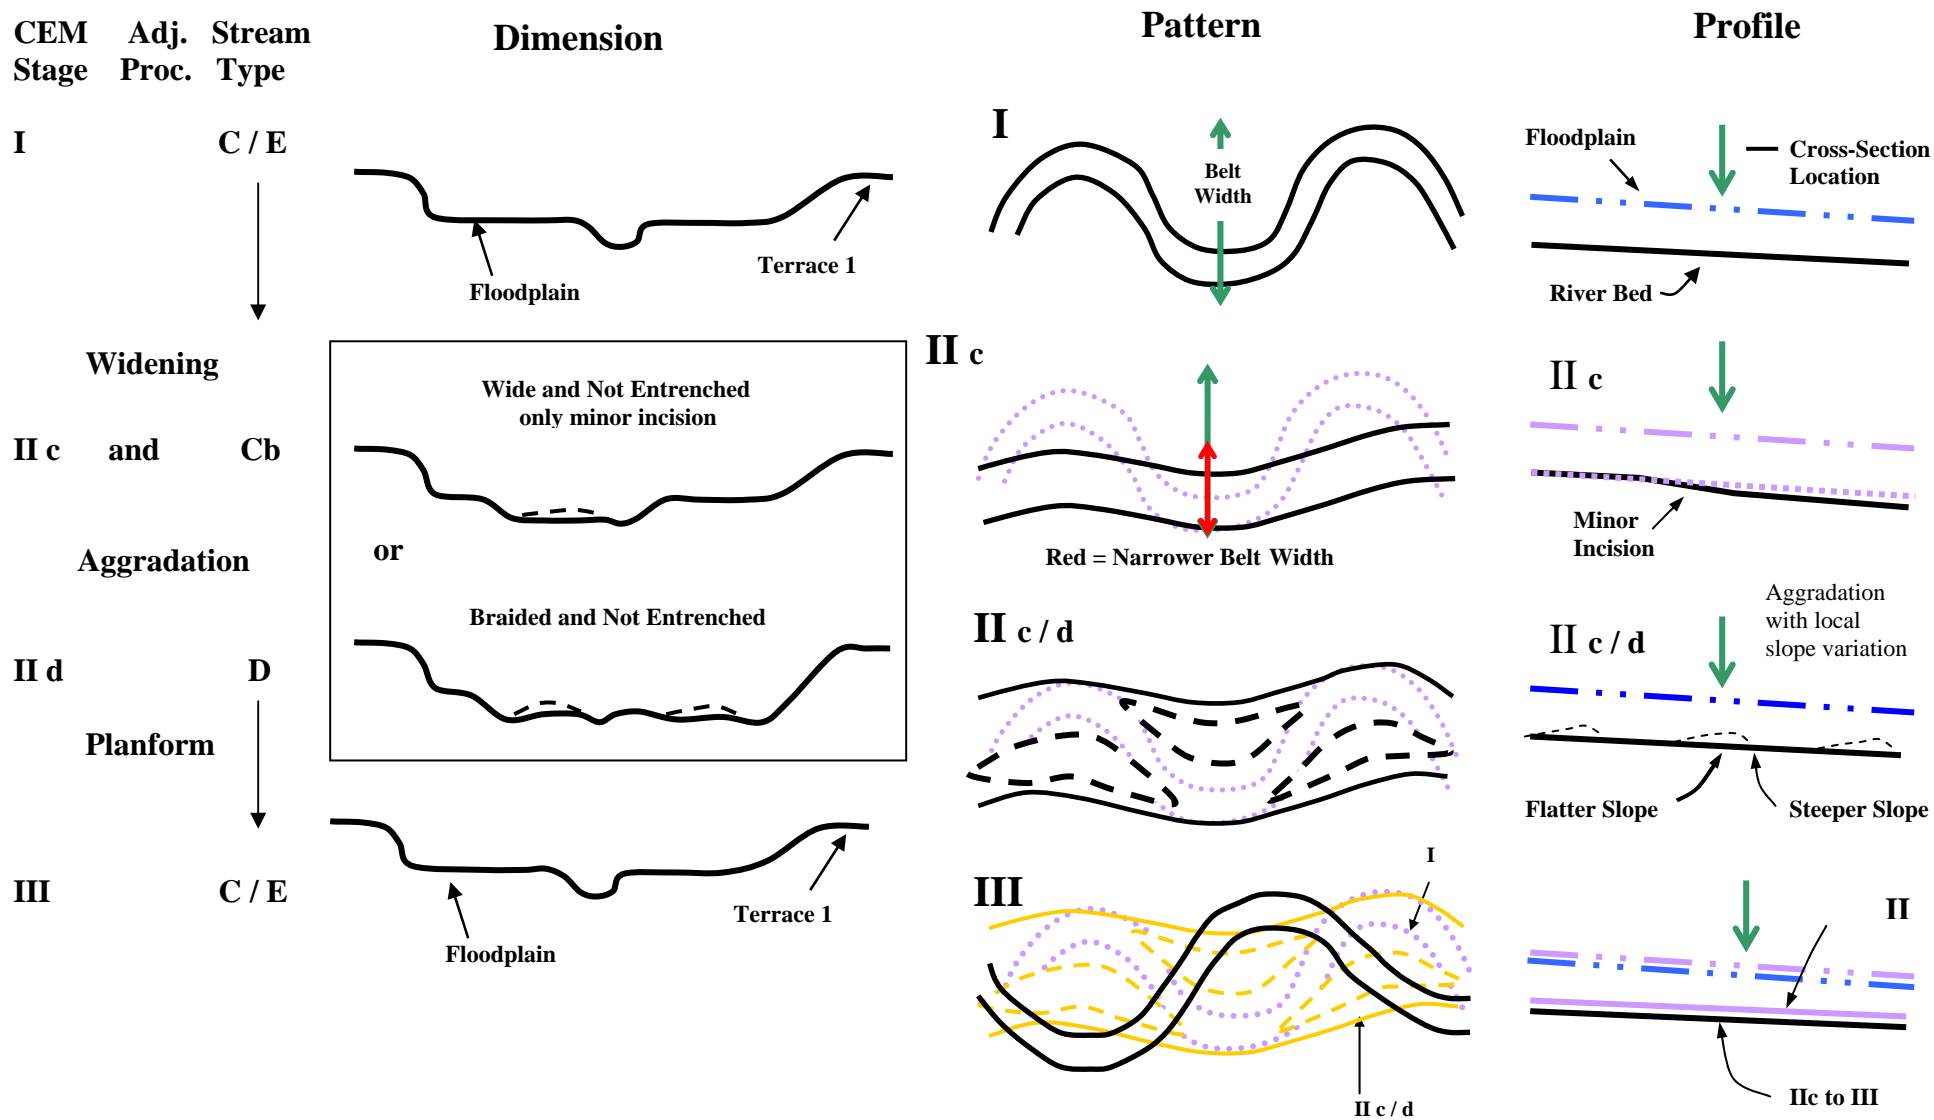 CEM Adj. Stream
Stage Proc. Type
Dimension
Pattern
Profile
I C / E
Floodplain
Terrace 1
I
Belt
Width
Floodplain
Cross-Section
Location
River Bed
Widening
II c and Cb
Aggradation
II d D
Planform
Wide and Not Entrenched
only minor incision
or
Braided and Not Entrenched
II c
Red = Narrower Belt Width
II c
Minor
Incision
II c / d
II c / d
Aggradation
with local
slope variation
Flatter Slope
Steeper Slope
III C / E
Floodplain
Terrace 1
III
I
II c / d
II
IIc to III